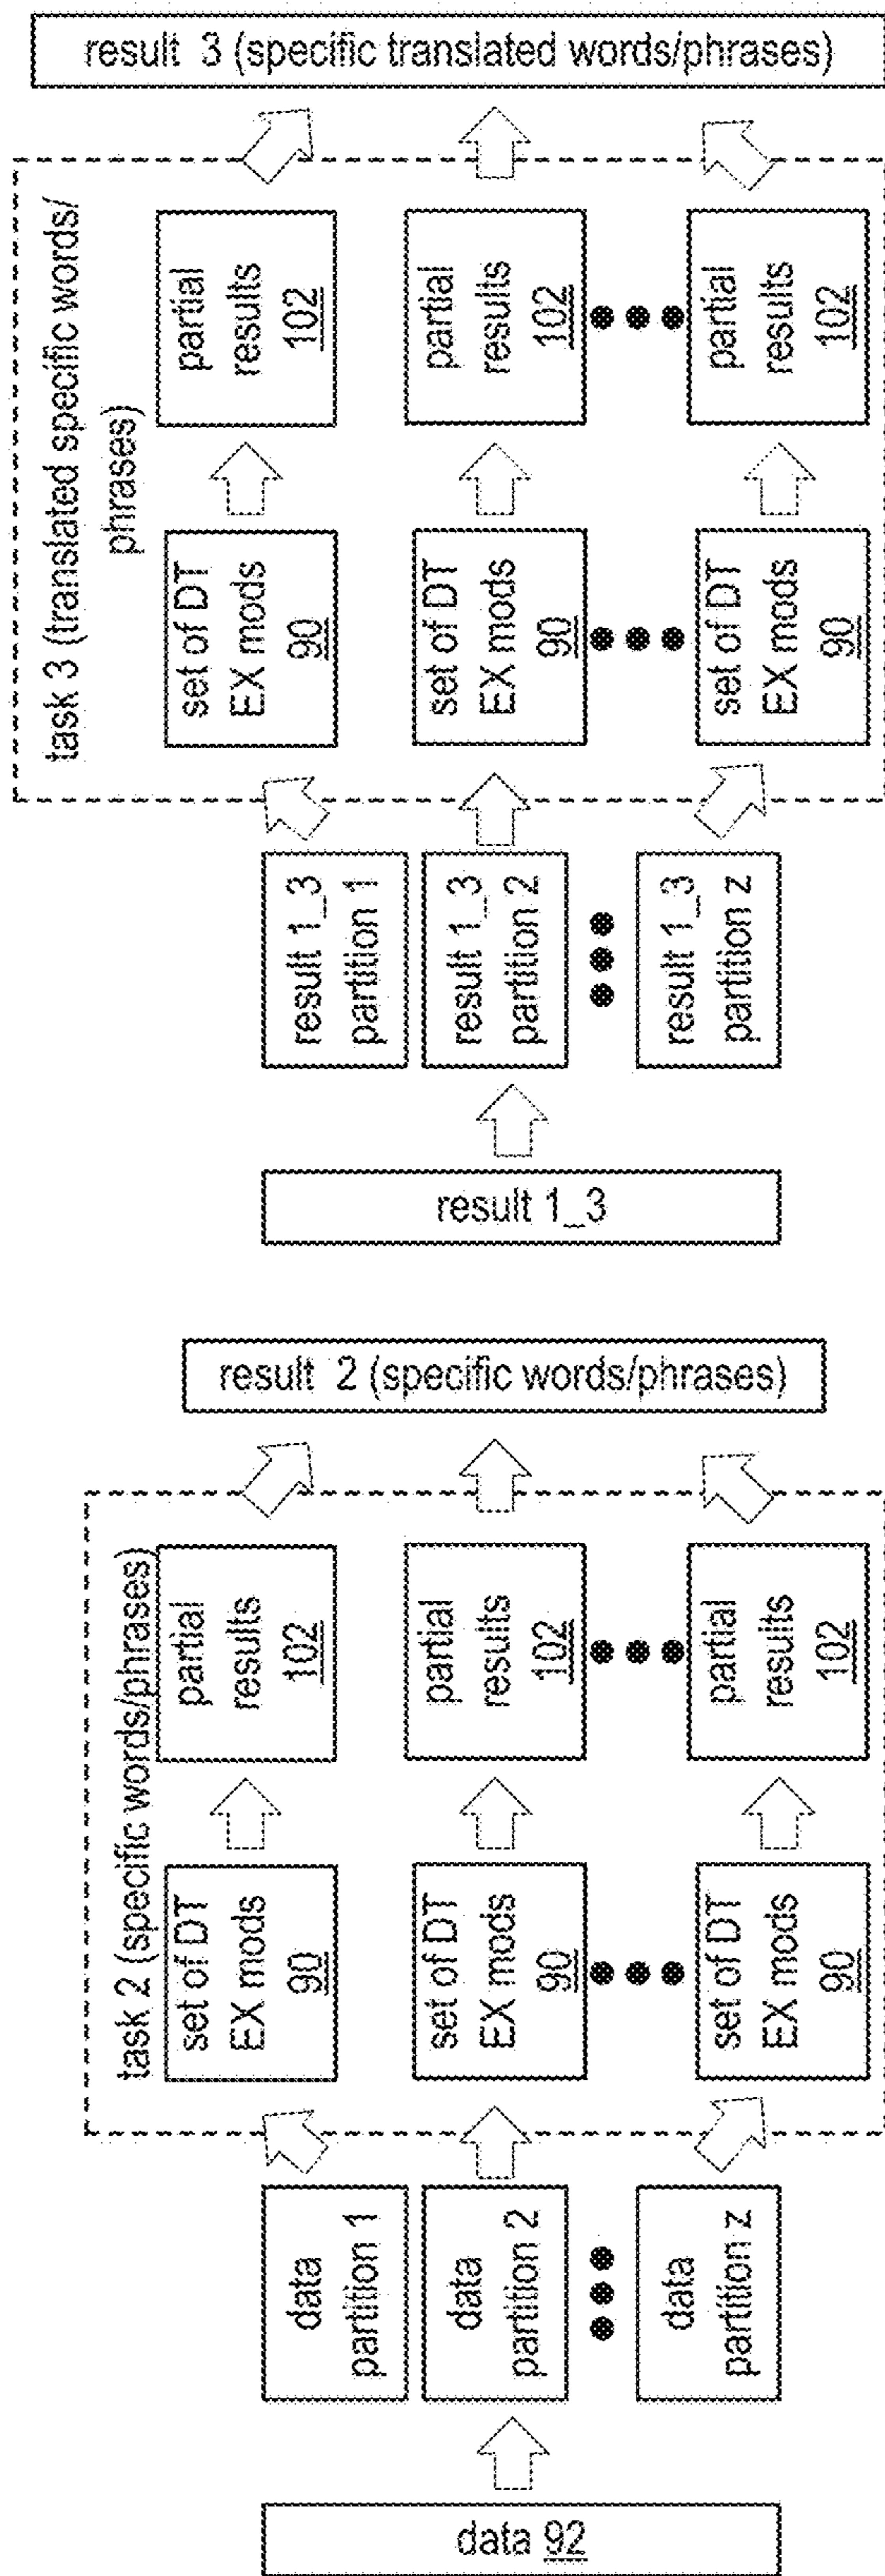 data 92
data
partition 1
data
partition 2
data
partition z
task 2 (specific words/phrases)
set of DT
EX mods
90
partial
results
102
set of DT
EX mods
90
partial
results
102
set of DT
EX mods
90
partial
results
102
result 2 (specific words/phrases)
result 1_3
result 1_3
partition 1
result 1_3
partition 2
result 1_3
partition z
task 3 (translated specific words/
phrases)
set of DT
EX mods
90
partial
results
102
set of DT
EX mods
90
partial
results
102
set of DT
EX mods
90
partial
results
102
result 3 (specific translated words/phrases)